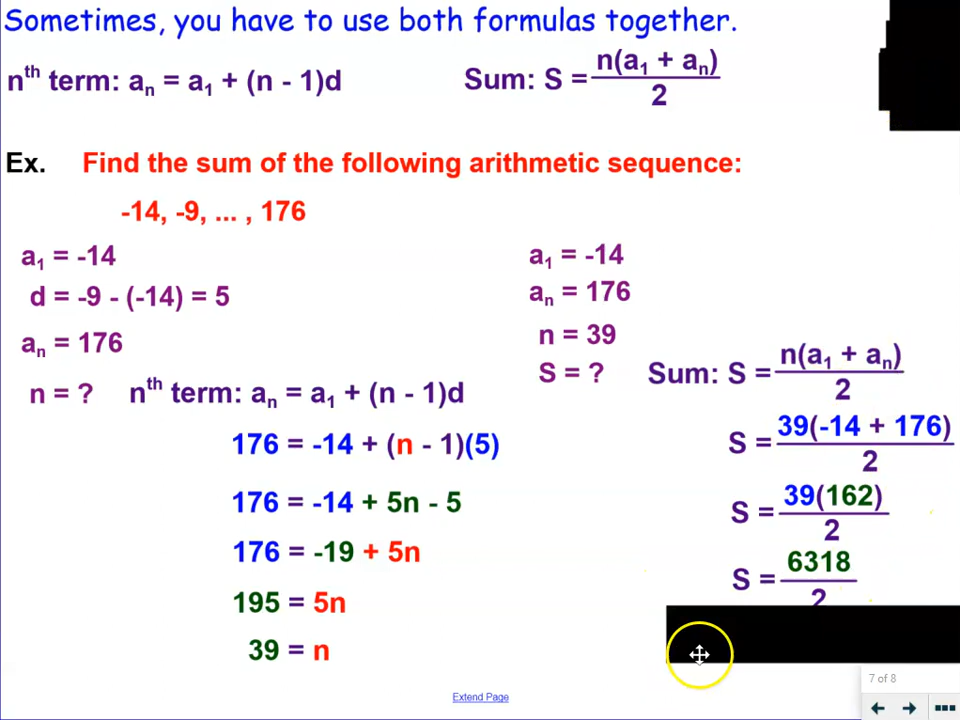 Sometimes, you have to use both formulas together.
nth term: an = a1 + (n - 1)d
Sum: S = n(a1 + an)
2
Ex. Find the sum of the following arithmetic sequence:
-14, -9, ... , 176
a1 = -14
d = -9 - (-14) = 5
an = 176
n = ?
nth term: an = a1 + (n - 1)d
176 = -14 + (n - 1)(5)
176 = -14 + 5n - 5
176 = -19 + 5n
195 = 5n
39 = n
a1 = -14
an = 176
n = 39
S = ?
Sum: S = n(a1 + an)
2
S = 39(-14 + 176)
2
S = 39(162)
2
S = 6318
2
Extend Page
7 of 8